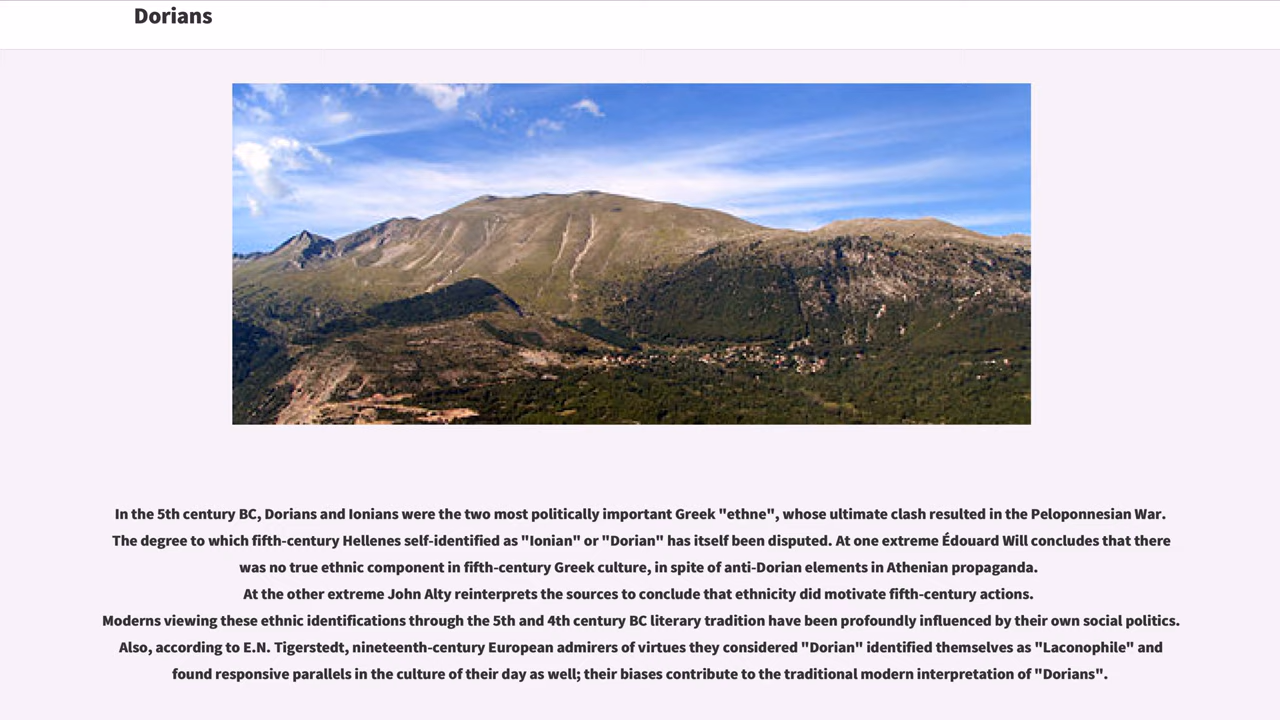 Dorians
In the 5th century BC, Dorians and Ionians were the two most politically important Greek "ethne", whose ultimate clash resulted in the Peloponnesian War.
The degree to which fifth-century Hellenes self-identified as "Ionian" or "Dorian" has itself been disputed. At one extreme Édouard Will concludes that there
was no true ethnic component in fifth-century Greek culture, in spite of anti-Dorian elements in Athenian propaganda.
At the other extreme John Alty reinterprets the sources to conclude that ethnicity did motivate fifth-century actions.
Moderns viewing these ethnic identifications through the 5th and 4th century BC literary tradition have been profoundly influenced by their own social politics.
Also, according to E.N. Tigerstedt, nineteenth-century European admirers of virtues they considered "Dorian" identified themselves as "Laconophile" and
found responsive parallels in the culture of their day as well; their biases contribute to the traditional modern interpretation of "Dorians".